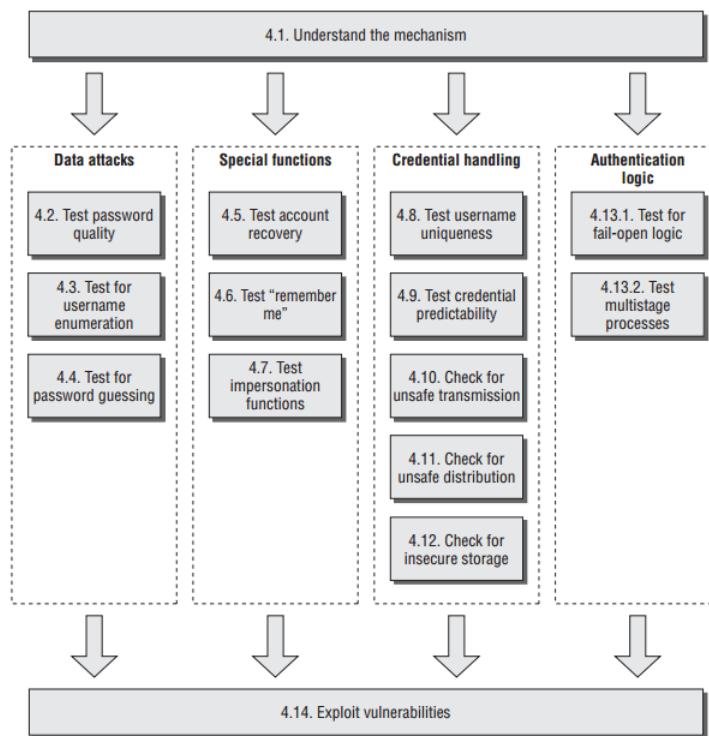 4.1. Understand the mechanism
Data attacks
4.2. Test password
quality
4.3. Test for
username
enumeration
4.4. Test for
password guessing
Special functions
4.5. Test account
recovery
4.6. Test “remember
me”
4.7. Test
impersonation
functions
Credential handling
4.8. Test username
uniqueness
4.9. Test credential
predictability
4.10. Check for
unsafe transmission
4.11. Check for
unsafe distribution
4.12. Check for
insecure storage
Authentication
logic
4.13.1. Test for
fail-open logic
4.13.2. Test
multistage
processes
4.14. Exploit vulnerabilities